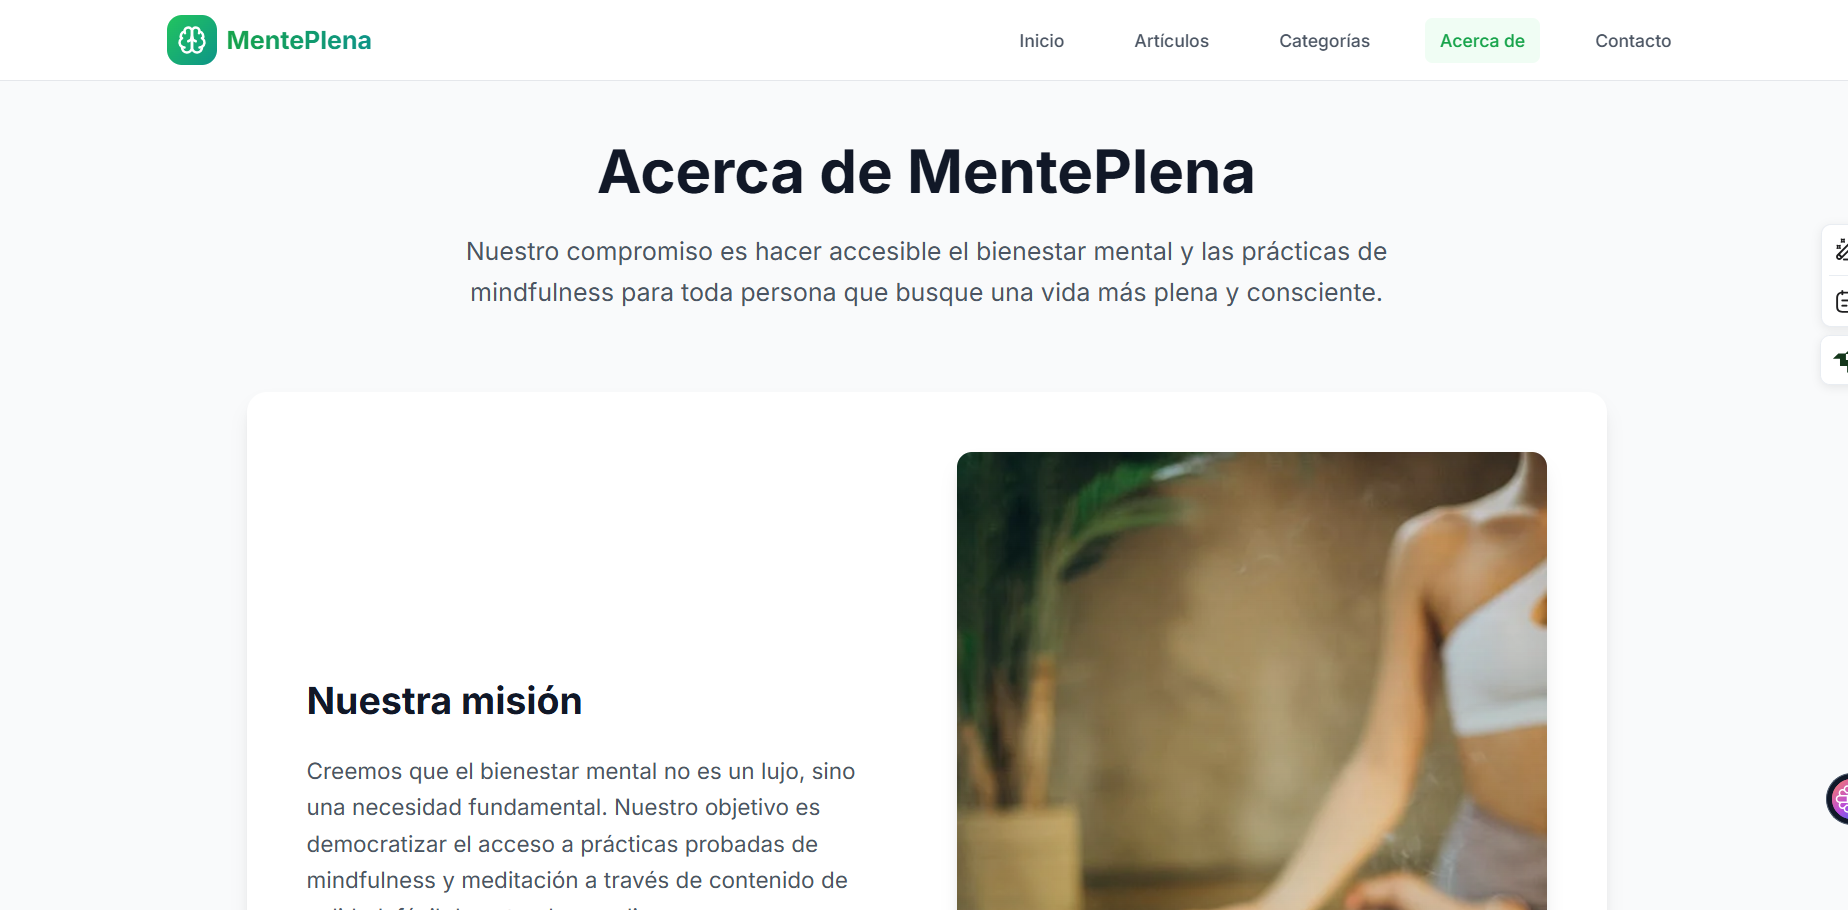 MentePlena
Inicio
Artículos
Categorías
Acerca de
Contacto
Acerca de MentePlena
Nuestro compromiso es hacer accesible el bienestar mental y las prácticas de
mindfulness para toda persona que busque una vida más plena y consciente.
Nuestra misión
Creemos que el bienestar mental no es un lujo, sino
una necesidad fundamental. Nuestro objetivo es
democratizar el acceso a prácticas probadas de
mindfulness y meditación a través de contenido de